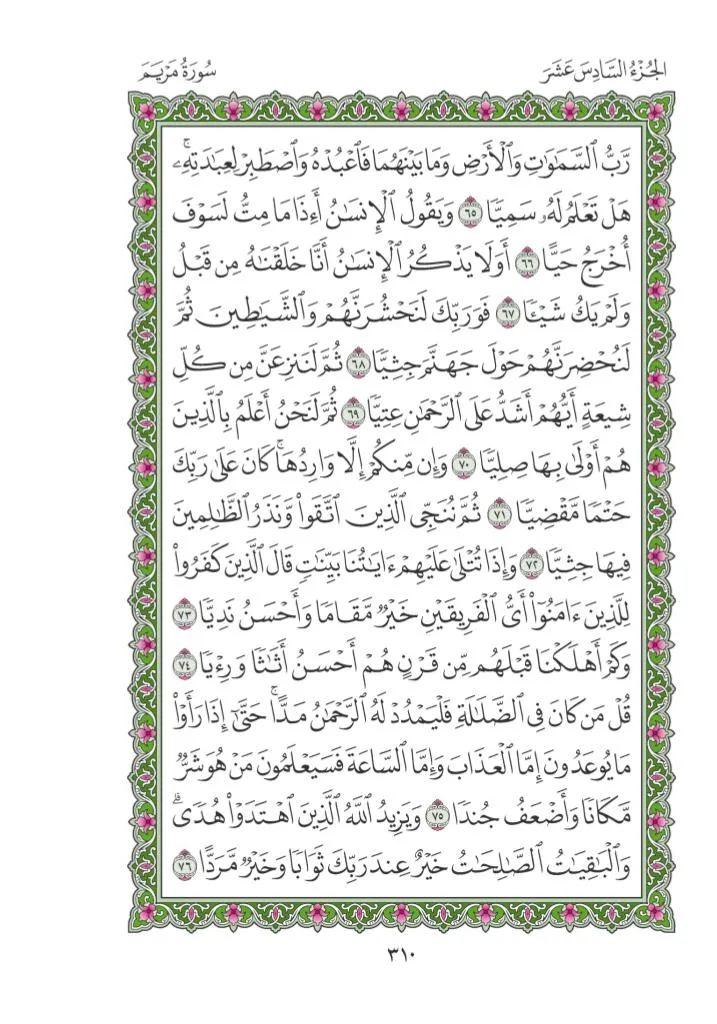 الجُزْءُ السَّادِسَ عَشَرَ
سُورَةُ مَرْيَمَ
رَّبُّ ٱلسَّمَٰوَٰتِ وَٱلْأَرْضِ وَمَا بَيْنَهُمَا فَٱعْبُدْهُ وَٱصْطَبِرْ لِعِبَٰدَتِهِۦۚ
هَلْ تَعْلَمُ لَهُۥ سَمِيًّا ٦٥ وَيَقُولُ ٱلْإِنسَٰنُ أَءِذَا مَا مِتُّ لَسَوْفَ
أُخْرَجُ حَيًّا ٦٦ أَوَلَا يَذْكُرُ ٱلْإِنسَٰنُ أَنَّا خَلَقْنَٰهُ مِن قَبْلُ
وَلَمْ يَكُ شَيْـًٔا ٦٧ فَوَرَبِّكَ لَنَحْشُرَنَّهُمْ وَٱلشَّيَٰطِينَ ثُمَّ
لَنُحْضِرَنَّهُمْ حَوْلَ جَهَنَّمَ جِثِيًّا ٦٨ ثُمَّ لَنَنزِعَنَّ مِن كُلِّ
شِيعَةٍ أَيُّهُمْ أَشَدُّ عَلَى ٱلرَّحْمَٰنِ عِتِيًّا ٦٩ ثُمَّ لَنَحْنُ أَعْلَمُ بِٱلَّذِينَ
هُمْ أَوْلَىٰ بِهَا صِلِيًّا ٧٠ وَإِن مِّنكُمْ إِلَّا وَارِدُهَاۚ كَانَ عَلَىٰ رَبِّكَ
حَتْمًا مَّقْضِيًّا ٧١ ثُمَّ نُنَجِّى ٱلَّذِينَ ٱتَّقَوا۟ وَّنَذَرُ ٱلظَّٰلِمِينَ
فِيهَا جِثِيًّا ٧٢ وَإِذَا تُتْلَىٰ عَلَيْهِمْ ءَايَٰتُنَا بَيِّنَٰتٍ قَالَ ٱلَّذِينَ كَفَرُوا۟
لِلَّذِينَ ءَامَنُوٓا۟ أَىُّ ٱلْفَرِيقَيْنِ خَيْرٌ مَّقَامًا وَأَحْسَنُ نَدِيًّا ٧٣
وَكَمْ أَهْلَكْنَا قَبْلَهُم مِّن قَرْنٍ هُمْ أَحْسَنُ أَثَٰثًا وَرِءْيًا ٧٤
قُلْ مَن كَانَ فِى ٱلضَّلَٰلَةِ فَلْيَمْدُدْ لَهُ ٱلرَّحْمَٰنُ مَدًّاۚ حَتَّىٰٓ إِذَا رَأَوْا۟
مَا يُوعَدُونَ إِمَّا ٱلْعَذَابَ وَإِمَّا ٱلسَّاعَةَ فَسَيَعْلَمُونَ مَنْ هُوَ شَرٌّ
مَّكَانًا وَأَضْعَفُ جُندًا ٧٥ وَيَزِيدُ ٱللَّهُ ٱلَّذِينَ ٱهْتَدَوْا۟ هُدًىۗ
وَٱلْبَٰقِيَٰتُ ٱلصَّٰلِحَٰتُ خَيْرٌ عِندَ رَبِّكَ ثَوَابًا وَخَيْرٌ مَّرَدًّا ٧٦
٣١٠